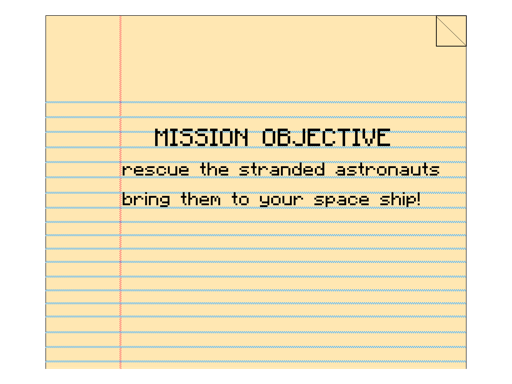 MISSION OBJECTIVE
rescue the stranded astronauts
bring them to your space ship!